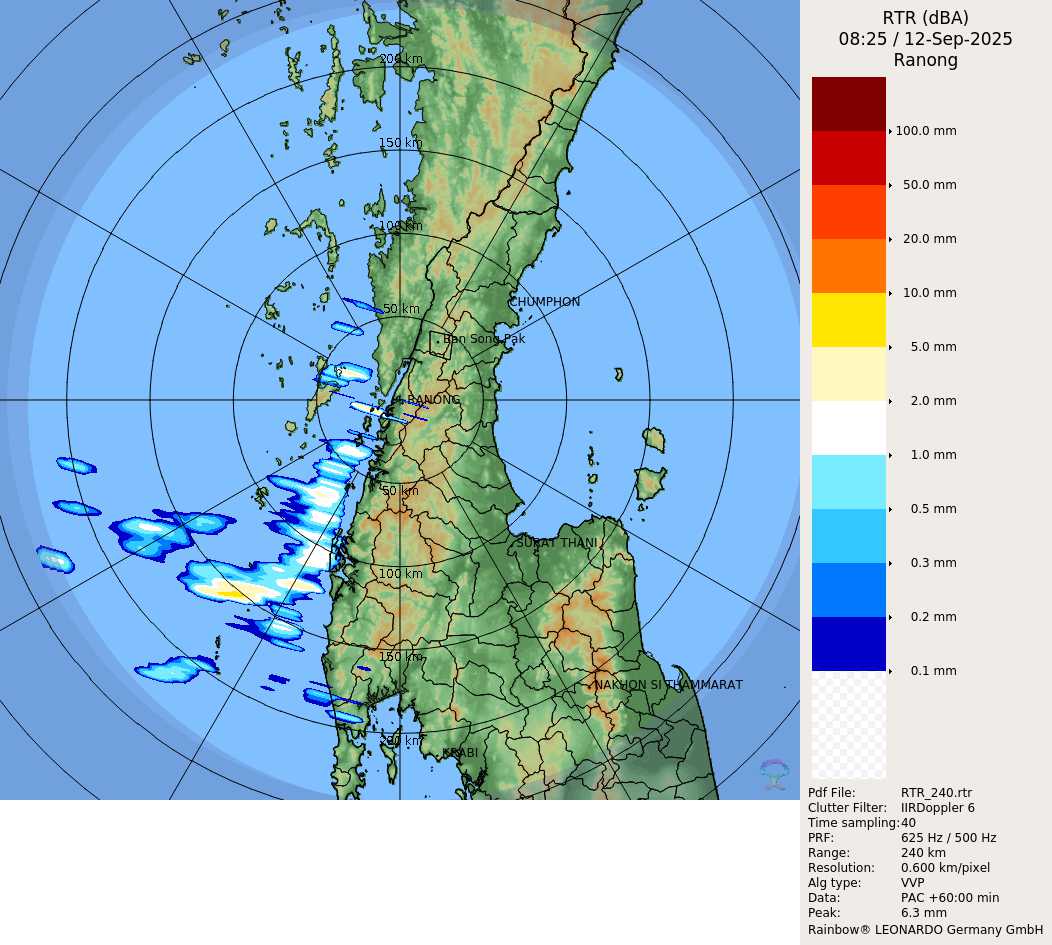 RTR (dBA)
08:25 / 12-Sep-2025
Ranong
100.0 mm
50.0 mm
20.0 mm
10.0 mm
5.0 mm
2.0 mm
1.0 mm
0.5 mm
0.3 mm
0.2 mm
0.1 mm
Pdf File: RTR_240.rtr
Clutter Filter: IIRDoppler 6
Time sampling: 40
PRF: 625 Hz / 500 Hz
Range: 240 km
Resolution: 0.600 km/pixel
Alg type: VVP
Data: PAC +60:00 min
Peak: 6.3 mm
Rainbow® LEONARDO Germany GmbH
200 km
150 km
100 km
50 km
CHUMPHON
Ban Song Pak
RANONG
50 km
SURAT THANI
100 km
150 km
NAKHON SI THAMMARAT
200 km
KRABI